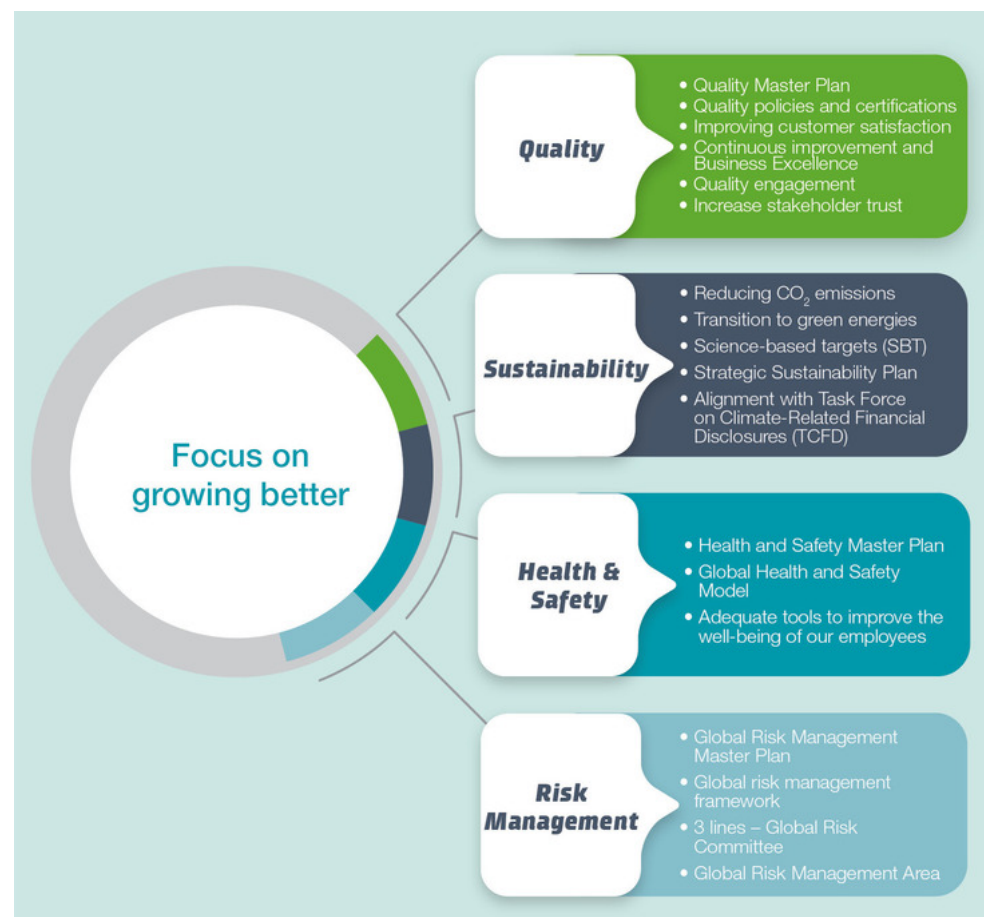 Focus on
growing better
Quality
• Quality Master Plan
• Quality policies and certifications
• Improving customer satisfaction
• Continuous improvement and
Business Excellence
• Quality engagement
• Increase stakeholder trust
Sustainability
• Reducing CO₂ emissions
• Transition to green energies
• Science-based targets (SBT)
• Strategic Sustainability Plan
• Alignment with Task Force
on Climate-Related Financial
Disclosures (TCFD)
Health &
Safety
• Health and Safety Master Plan
• Global Health and Safety
Model
• Adequate tools to improve the
well-being of our employees
Risk
Management
• Global Risk Management
Master Plan
• Global risk management
framework
• 3 lines – Global Risk
Committee
• Global Risk Management Area